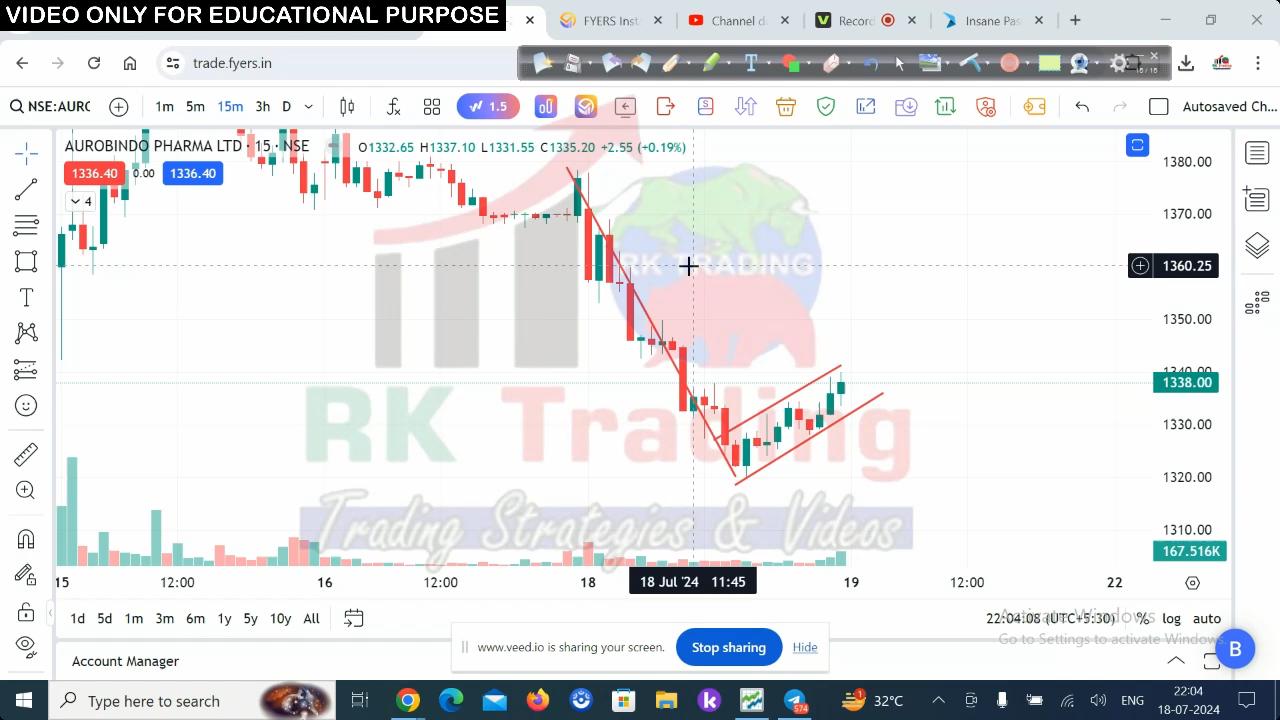 VIDEO ONLY FOR EDUCATIONAL PURPOSE
FYERS Inst
Channel d
Record
Insane Pas
trade.fyers.in
NSE:AURC
1m 5m 15m 3h D
1.5
Autosaved Ch...
AUROBINDO PHARMA LTD · 15 · NSE
O1332.65 H1337.10 L1331.55 C1335.20 +2.55 (+0.19%)
1336.40 0.00 1336.40
4
1380.00
1370.00
1360.25
1350.00
1340.00
1338.00
1330.00
1320.00
1310.00
167.516K
RK TRADING
RK Trading
Trading Strategies & Videos
15 12:00 16 12:00 18 18 Jul '24 11:45 19 12:00 22
1d 5d 1m 3m 6m 1y 5y 10y All
22:04:08 (UTC+5:30) % log auto
Activate Windows
Go to Settings to activate Windows.
www.veed.io is sharing your screen. Stop sharing Hide
B
Account Manager
Type here to search
574
1
32°C
ENG
22:04
18-07-2024